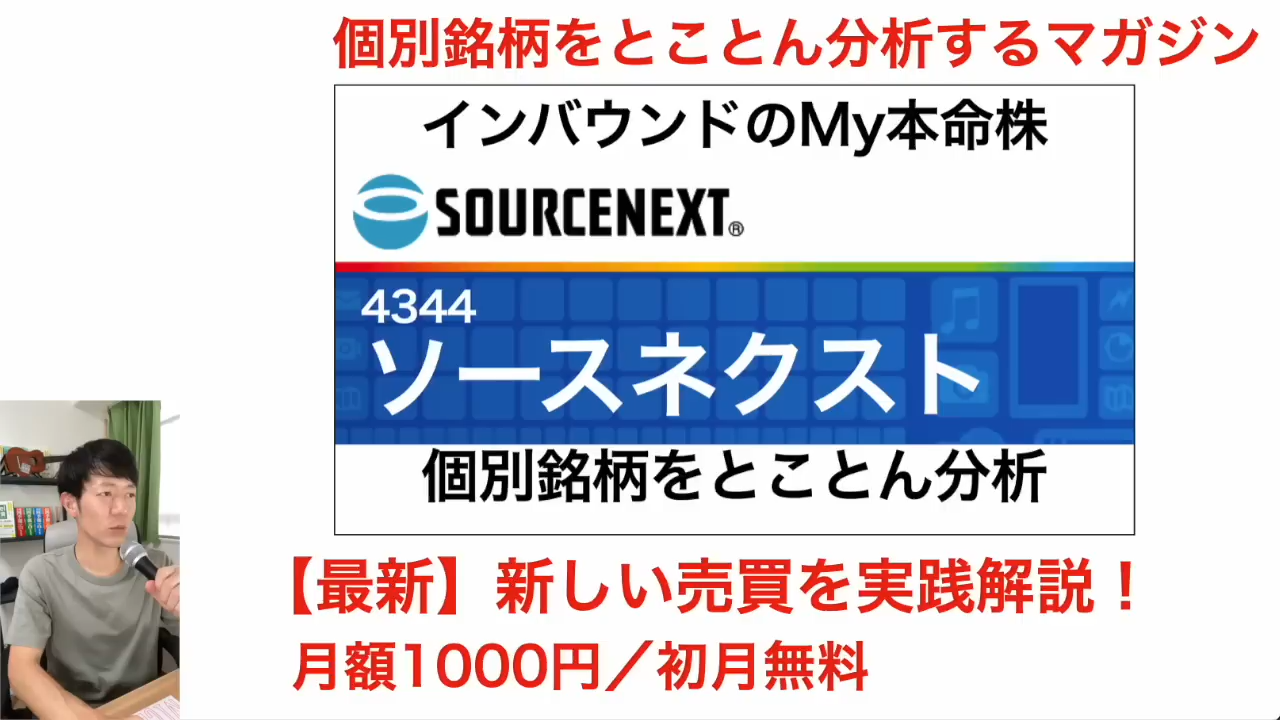 個別銘柄をとことん分析するマガジン
インバウンドのMy本命株
SOURCENEXT®
4344
ソースネクスト
個別銘柄をとことん分析
【最新】新しい売買を実践解説！
月額1000円／初月無料